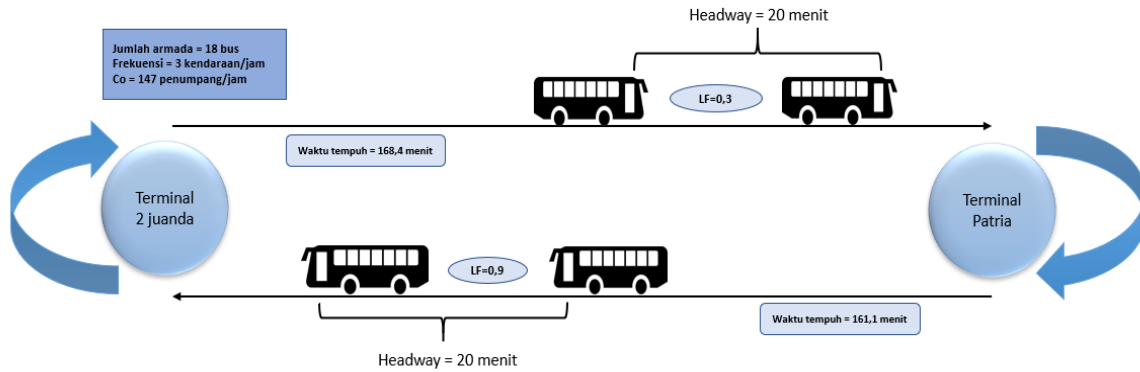 Headway = 20 menit
Jumlah armada = 18 bus
Frekuensi = 3 kendaraan/jam
Co = 147 penumpang/jam
LF=0,3
Waktu tempuh = 168,4 menit
Terminal
2 juanda
Terminal
Patria
LF=0,9
Waktu tempuh = 161,1 menit
Headway = 20 menit